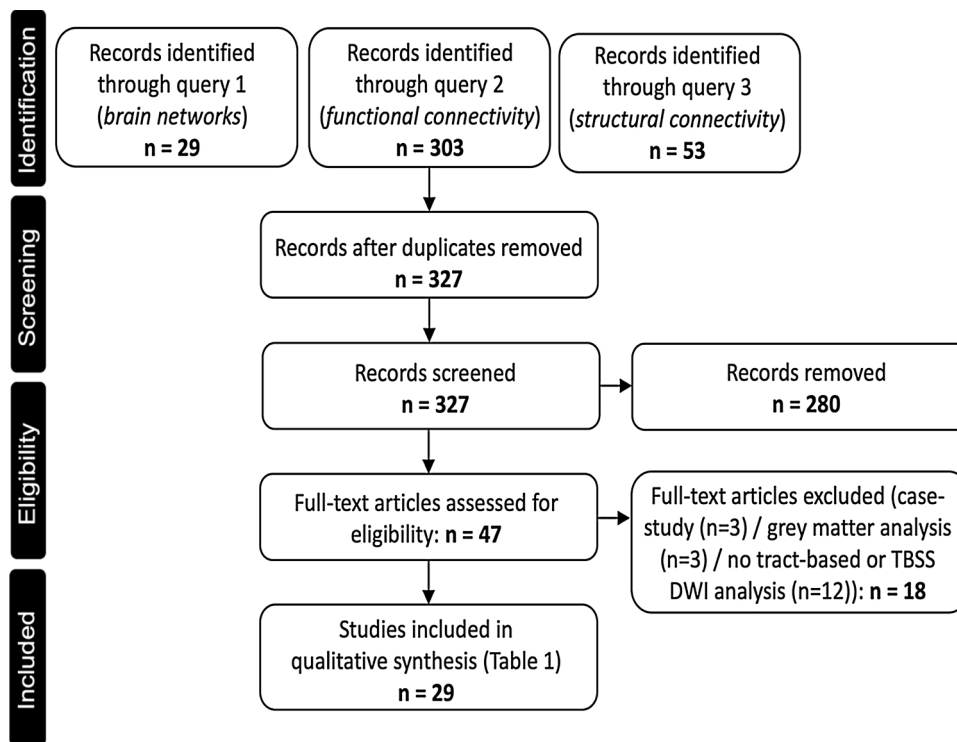 Identification
Records identified
through query 1
(brain networks)
n = 29
Records identified
through query 2
(functional connectivity)
n = 303
Records identified
through query 3
(structural connectivity)
n = 53
Screening
Records after duplicates removed
n = 327
Records screened
n = 327
Records removed
n = 280
Eligibility
Full-text articles assessed for
eligibility: n = 47
Full-text articles excluded (case-
study (n=3) / grey matter analysis
(n=3) / no tract-based or TBSS
DWI analysis (n=12)): n = 18
Included
Studies included in
qualitative synthesis (Table 1)
n = 29